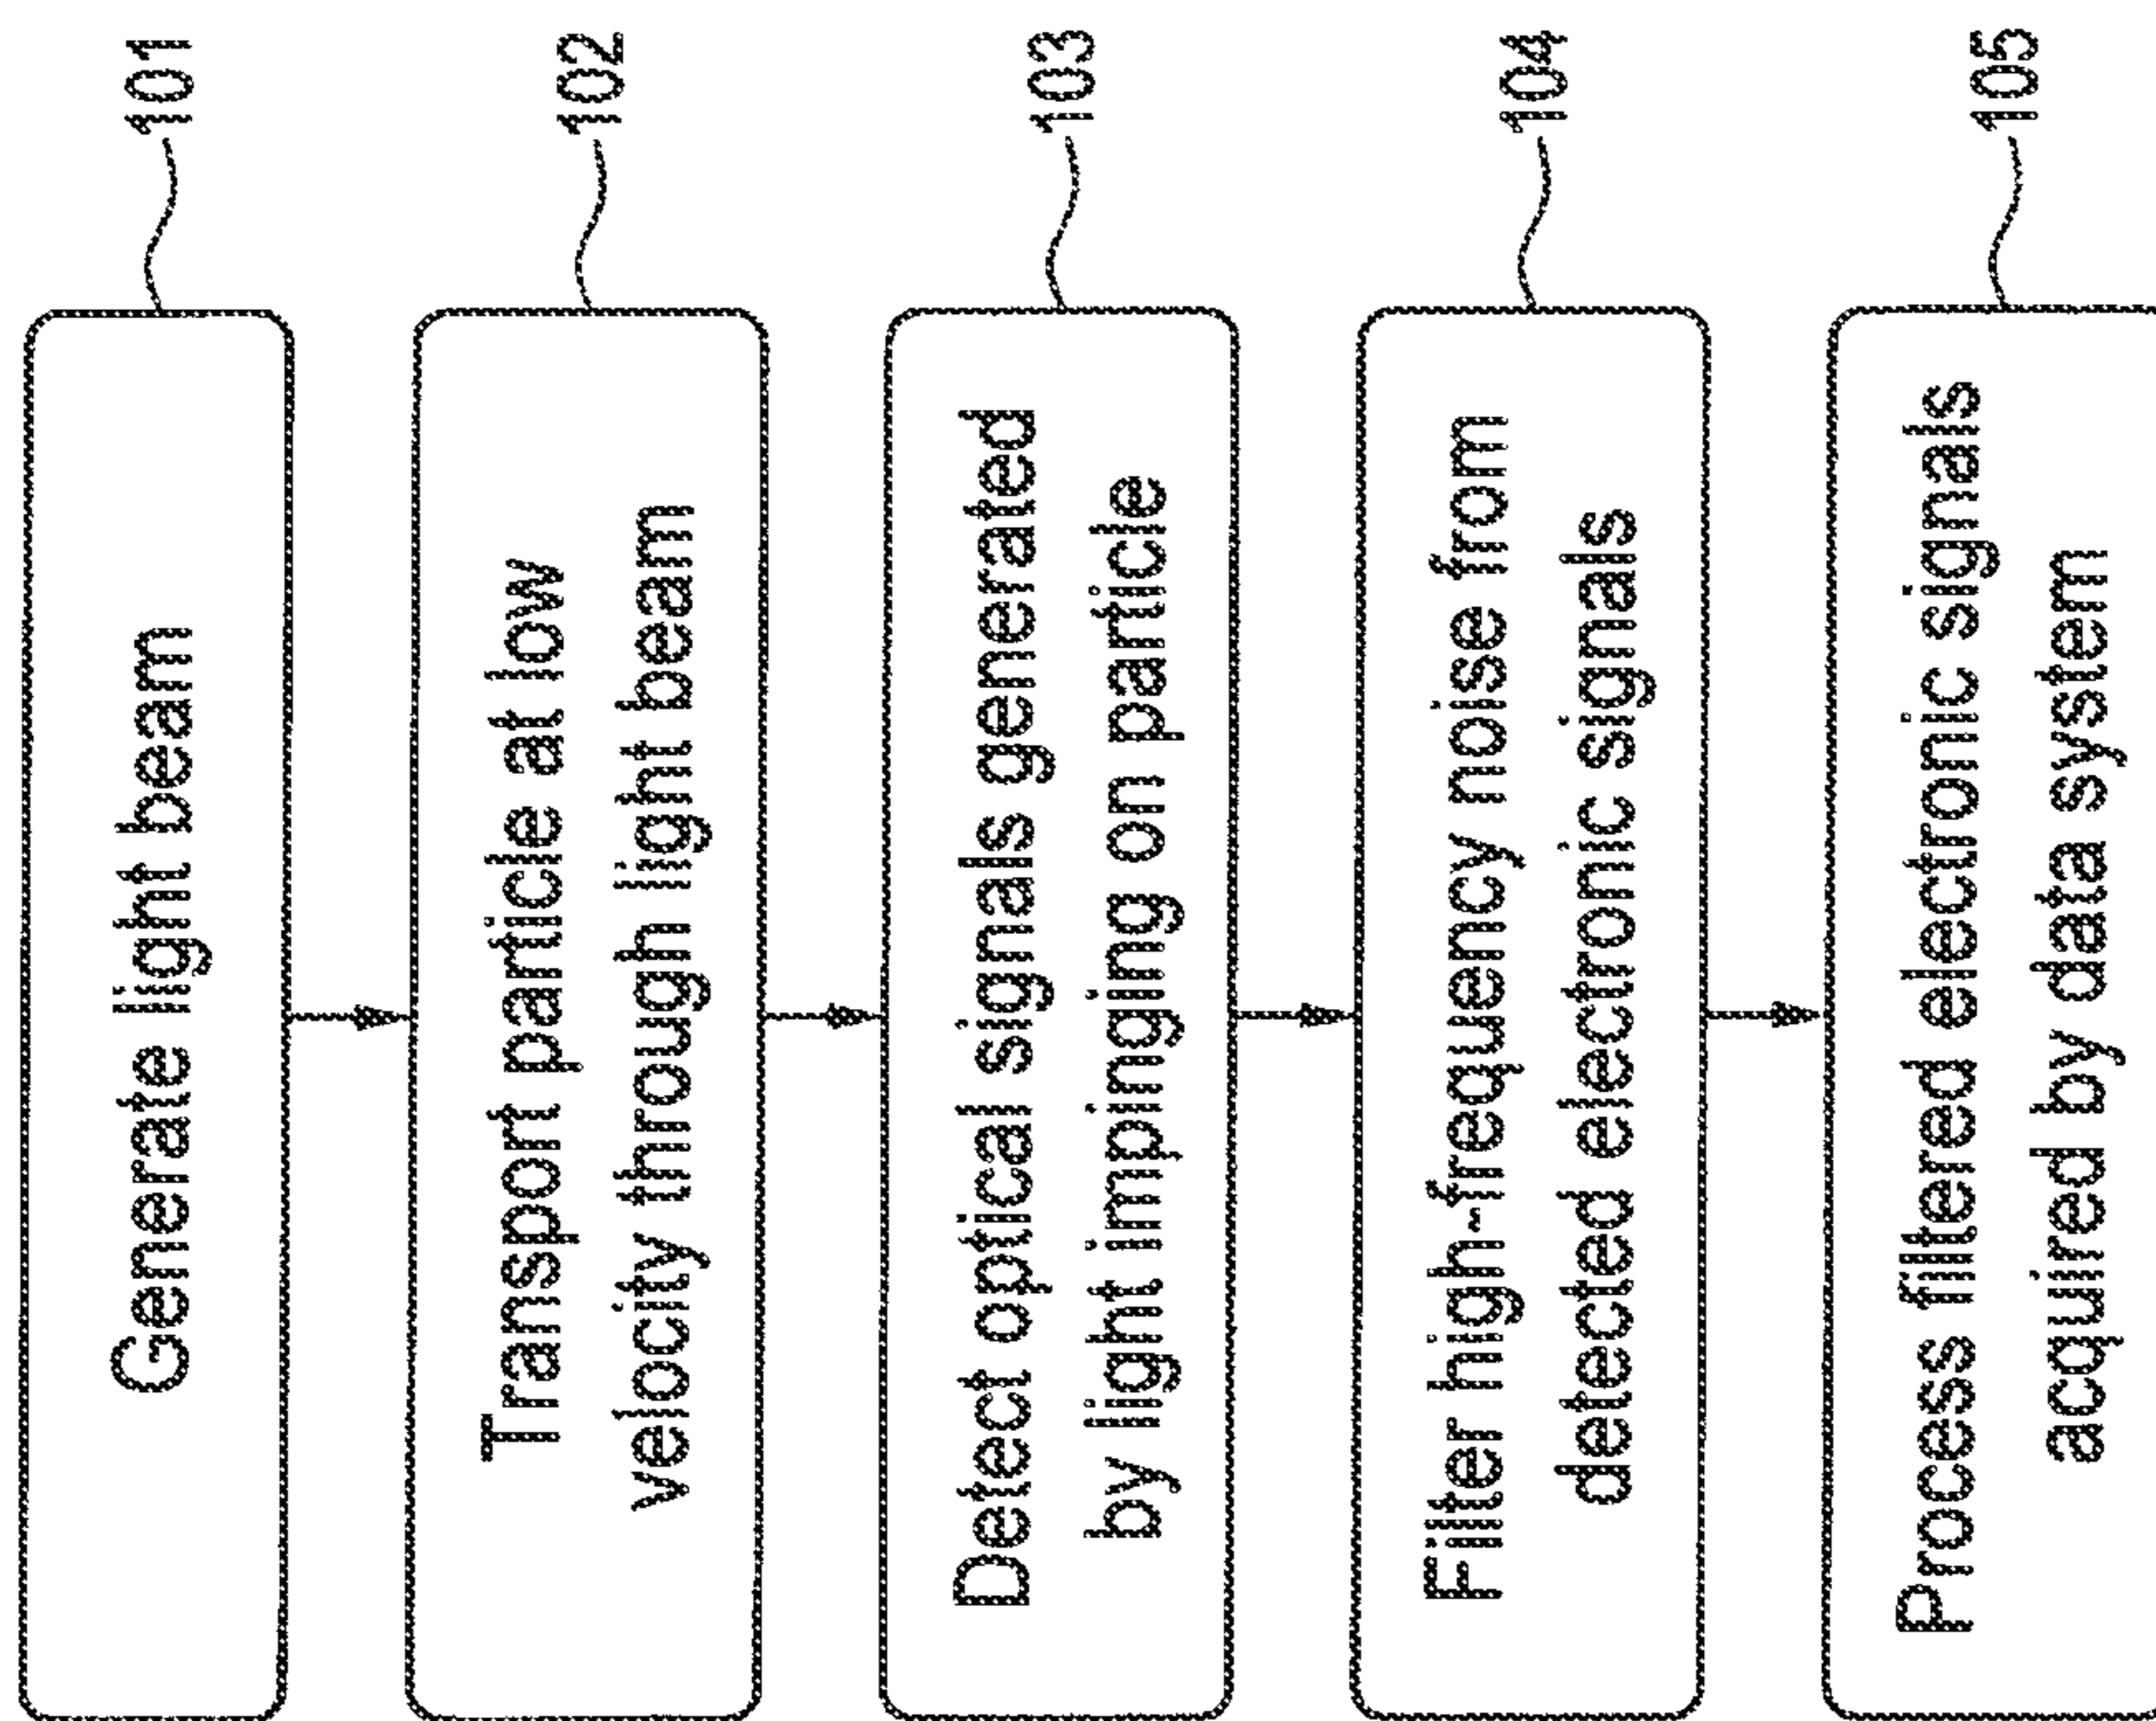 Generate light beam
101
Transport particle at low
velocity through light beam
102
Detect optical signals generated
by light impinging on particle
103
Filter high-frequency noise from
detected electronic signals
104
Process filtered electronic signals
acquired by data system
105